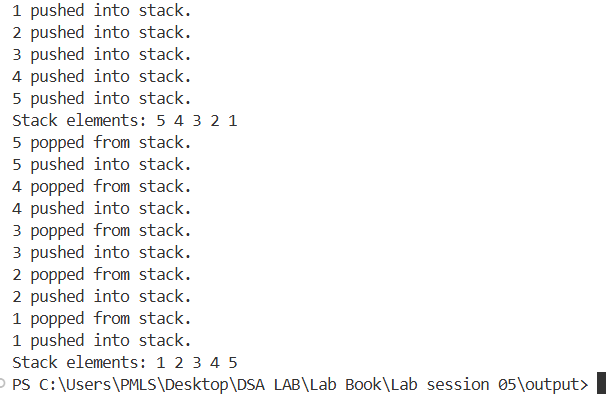 1 pushed into stack.
2 pushed into stack.
3 pushed into stack.
4 pushed into stack.
5 pushed into stack.
Stack elements: 5 4 3 2 1
5 popped from stack.
5 pushed into stack.
4 popped from stack.
4 pushed into stack.
3 popped from stack.
3 pushed into stack.
2 popped from stack.
2 pushed into stack.
1 popped from stack.
1 pushed into stack.
Stack elements: 1 2 3 4 5
PS C:\Users\PMLS\Desktop\DSA LAB\Lab Book\Lab session 05\output>